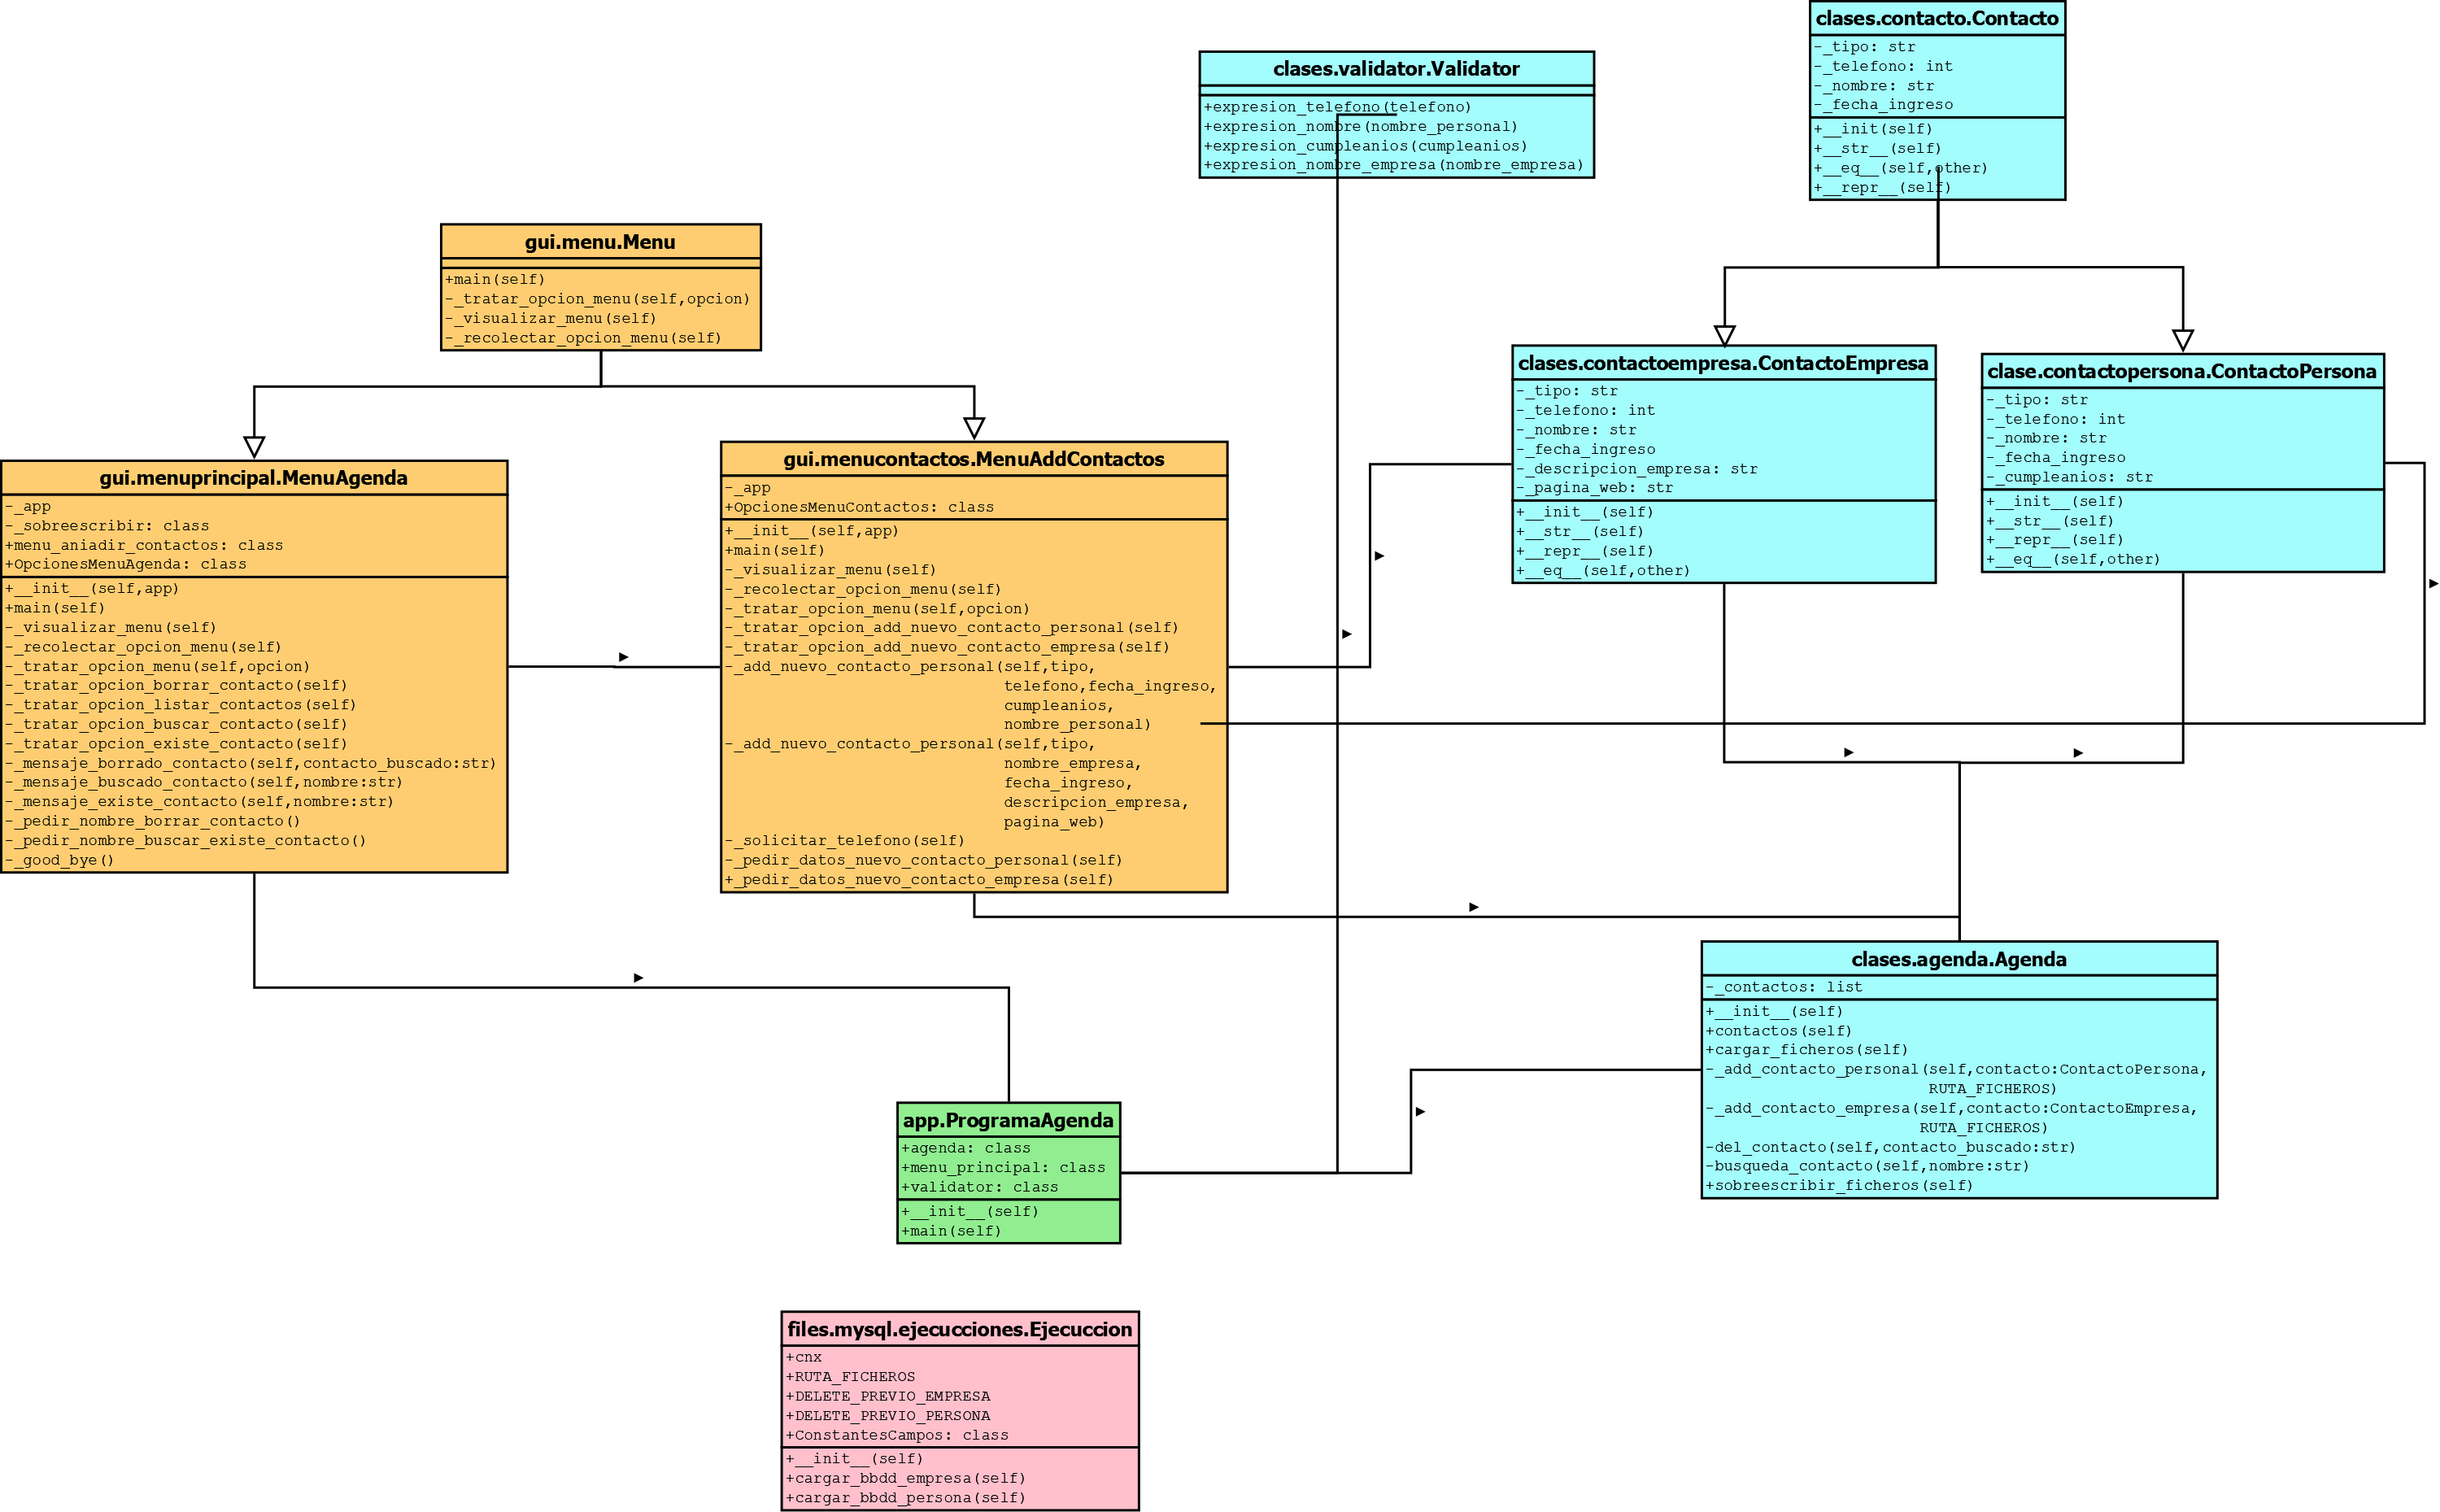 clases.contacto.Contacto
-_tipo: str
-_telefono: int
-_nombre: str
-_fecha_ingreso
+__init(self)
+__str__(self)
+__eq__(self,other)
+__repr__(self)
clases.validator.Validator
+expresion_telefono(telefono)
+expresion_nombre(nombre_personal)
+expresion_cumpleanios(cumpleanios)
+expresion_nombre_empresa(nombre_empresa)
gui.menu.Menu
+main(self)
-_tratar_opcion_menu(self,opcion)
-_visualizar_menu(self)
-_recolectar_opcion_menu(self)
clases.contactoempresa.ContactoEmpresa
-_tipo: str
-_telefono: int
-_nombre: str
-_fecha_ingreso
-_descripcion_empresa: str
-_pagina_web: str
+__init__(self)
+__str__(self)
+__repr__(self)
+__eq__(self,other)
clase.contactopersona.ContactoPersona
-_tipo: str
-_telefono: int
-_nombre: str
-_fecha_ingreso
-_cumpleanios: str
+__init__(self)
+__str__(self)
+__repr__(self)
+__eq__(self,other)
gui.menuprincipal.MenuAgenda
-_app
-_sobreescribir: class
+menu_aniadir_contactos: class
+OpcionesMenuAgenda: class
+__init__(self,app)
+main(self)
-_visualizar_menu(self)
-_recolectar_opcion_menu(self)
-_tratar_opcion_menu(self,opcion)
-_tratar_opcion_borrar_contacto(self)
-_tratar_opcion_listar_contactos(self)
-_tratar_opcion_buscar_contacto(self)
-_tratar_opcion_existe_contacto(self)
-_mensaje_borrado_contacto(self,contacto_buscado:str)
-_mensaje_buscado_contacto(self,nombre:str)
-_mensaje_existe_contacto(self,nombre:str)
-_pedir_nombre_borrar_contacto()
-_pedir_nombre_buscar_existe_contacto()
-_good_bye()
gui.menucontactos.MenuAddContactos
-_app
+OpcionesMenuContactos: class
+__init__(self,app)
+main(self)
-_visualizar_menu(self)
-_recolectar_opcion_menu(self)
-_tratar_opcion_menu(self,opcion)
-_tratar_opcion_add_nuevo_contacto_personal(self)
-_tratar_opcion_add_nuevo_contacto_empresa(self)
-_add_nuevo_contacto_personal(self,tipo,
telefono,fecha_ingreso,
cumpleanios,
nombre_personal)
-_add_nuevo_contacto_personal(self,tipo,
nombre_empresa,
fecha_ingreso,
descripcion_empresa,
pagina_web)
-_solicitar_telefono(self)
-_pedir_datos_nuevo_contacto_personal(self)
+_pedir_datos_nuevo_contacto_empresa(self)
clases.agenda.Agenda
-_contactos: list
+__init__(self)
+contactos(self)
+cargar_ficheros(self)
-_add_contacto_personal(self,contacto:ContactoPersona,
RUTA_FICHEROS)
-_add_contacto_empresa(self,contacto:ContactoEmpresa,
RUTA_FICHEROS)
-del_contacto(self,contacto_buscado:str)
-busqueda_contacto(self,nombre:str)
+sobreescribir_ficheros(self)
app.ProgramaAgenda
+agenda: class
+menu_principal: class
+validator: class
+__init__(self)
+main(self)
files.mysql.ejecucciones.Ejecuccion
+cnx
+RUTA_FICHEROS
+DELETE_PREVIO_EMPRESA
+DELETE_PREVIO_PERSONA
+ConstantesCampos: class
+__init__(self)
+cargar_bbdd_empresa(self)
+cargar_bbdd_persona(self)